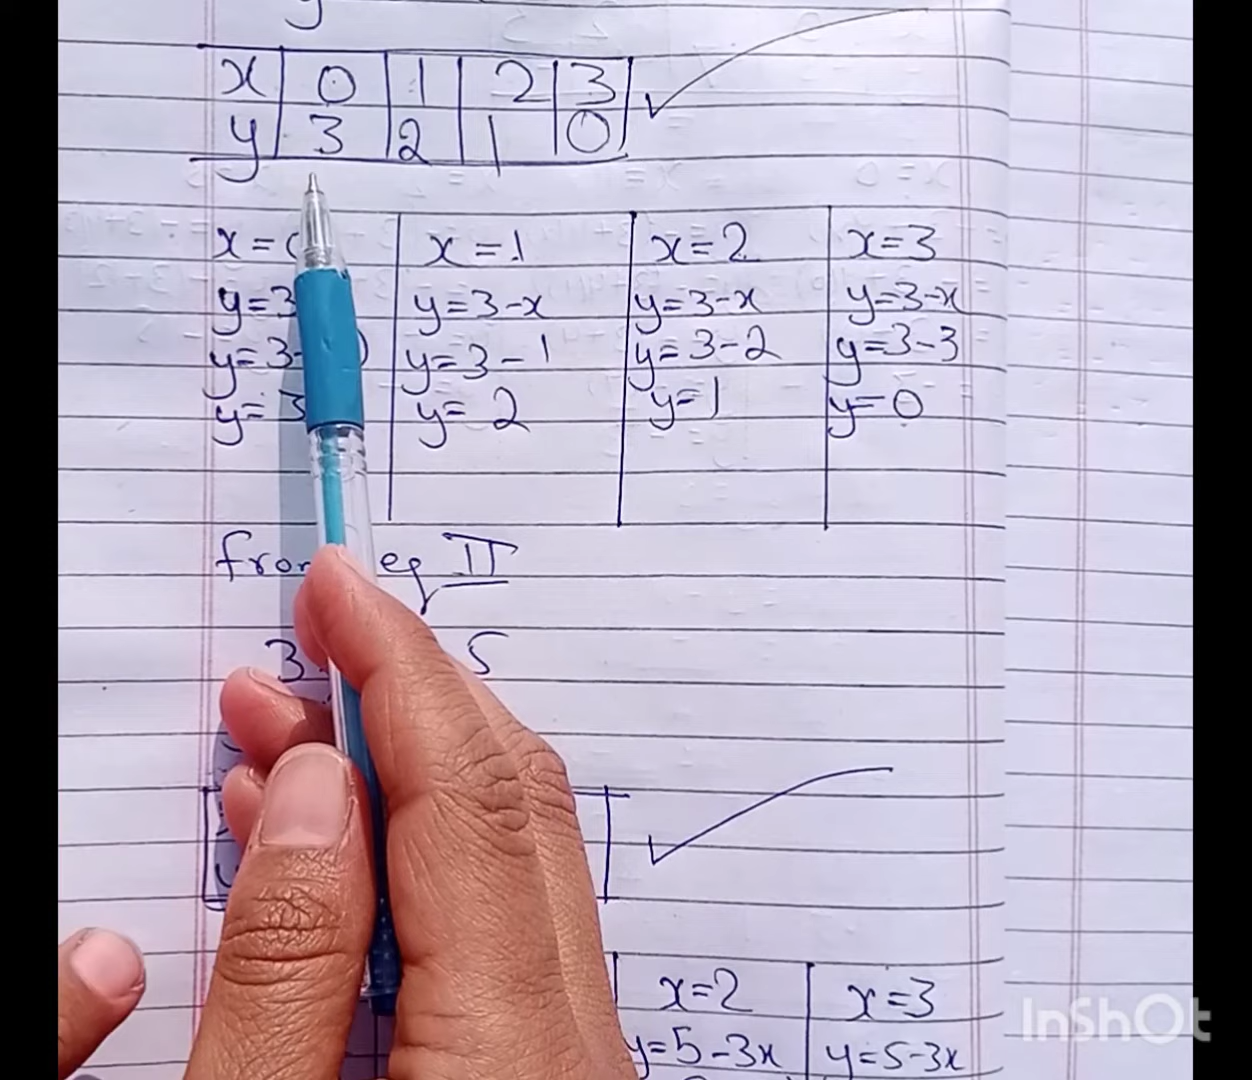 x 0 1 2 3
y 3 2 1 0
x = x = 1 x = 2 x = 3
y = 3 y = 3 - x y = 3 - x y = 3 - x
y = 3 - y = 3 - 1 y = 3 - 2 y = 3 - 3
y = 3 y = 2 y = 1 y = 0
eq II
3 5
x = 2 x = 3
y = 5 - 3x y = 5 - 3x
InShOt